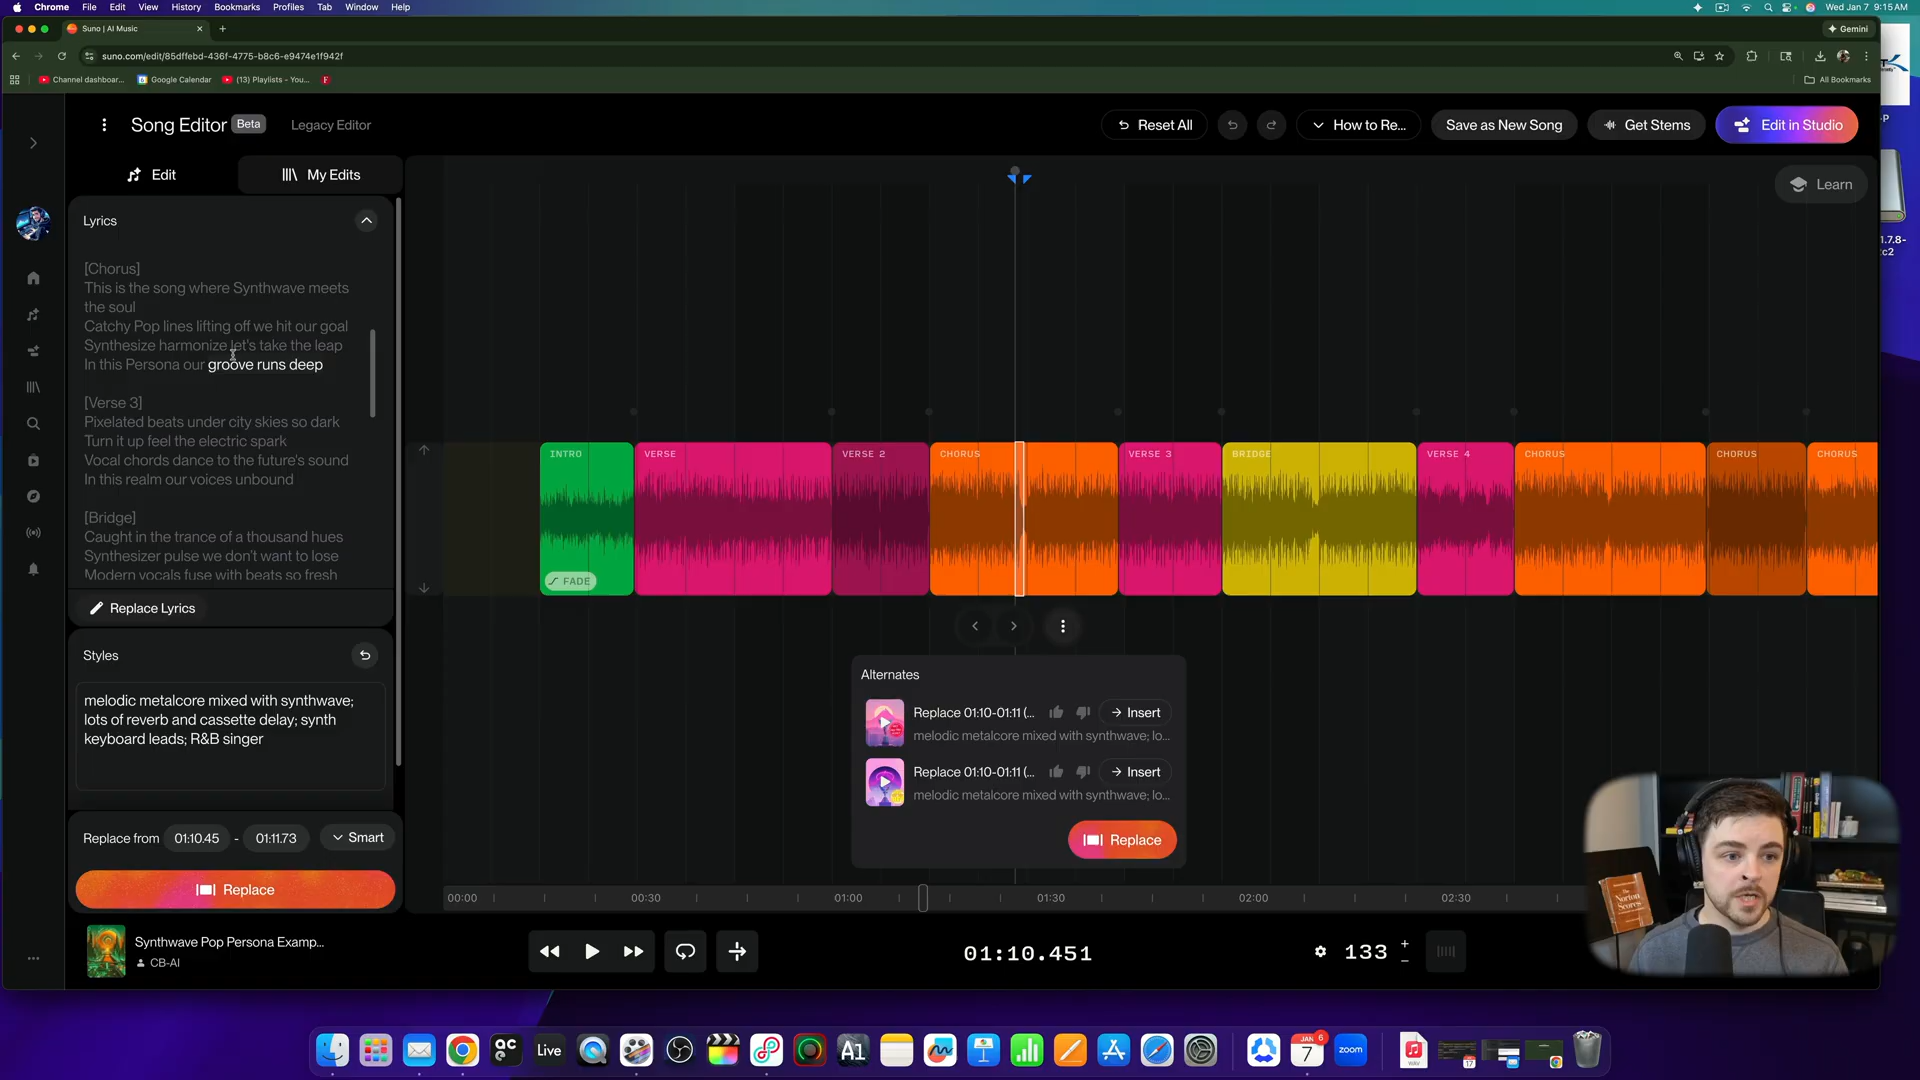 Chrome File Edit View History Bookmarks Profiles Tab Window Help
Wed Jan 7 9:15 AM
Suno | AI Music
Gemini
suno.com/edit/85dffebd-436f-4775-b8c6-e9474e1f942f
Channel dashboar... Google Calendar (13) Playlists – You...
All Bookmarks
Song Editor Beta Legacy Editor
Reset All How to Re... Save as New Song Get Stems Edit in Studio
Edit My Edits
Learn
Lyrics
[Chorus]
This is the song where Synthwave meets
the soul
Catchy Pop lines lifting off we hit our goal
Synthesize harmonize let's take the leap
In this Persona our groove runs deep
[Verse 3]
Pixelated beats under city skies so dark
Turn it up feel the electric spark
Vocal chords dance to the future's sound
In this realm our voices unbound
[Bridge]
Caught in the trance of a thousand hues
Synthesizer pulse we don't want to lose
Modern vocals fuse with beats so fresh
Replace Lyrics
Styles
melodic metalcore mixed with synthwave;
lots of reverb and cassette delay; synth
keyboard leads; R&B singer
Replace from 01:10.45 - 01:11.73 Smart
Replace
INTRO VERSE VERSE 2 CHORUS VERSE 3 BRIDGE VERSE 4 CHORUS CHORUS CHORUS
FADE
Alternates
Replace 01:10-01:11 (... Insert
melodic metalcore mixed with synthwave; lo...
Replace 01:10-01:11 (... Insert
melodic metalcore mixed with synthwave; lo...
Replace
00:00 00:30 01:00 01:30 02:00 02:30
Synthwave Pop Persona Examp...
CB-AI
01:10.451
133
The
Norton
Scores
Live
JAN 6
7
zoom
17
1.7.8-